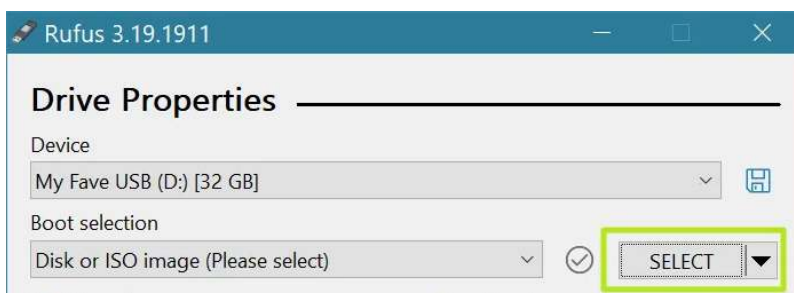 Rufus 3.19.1911
Drive Properties
Device
My Fave USB (D:) [32 GB]
Boot selection
Disk or ISO image (Please select)
SELECT